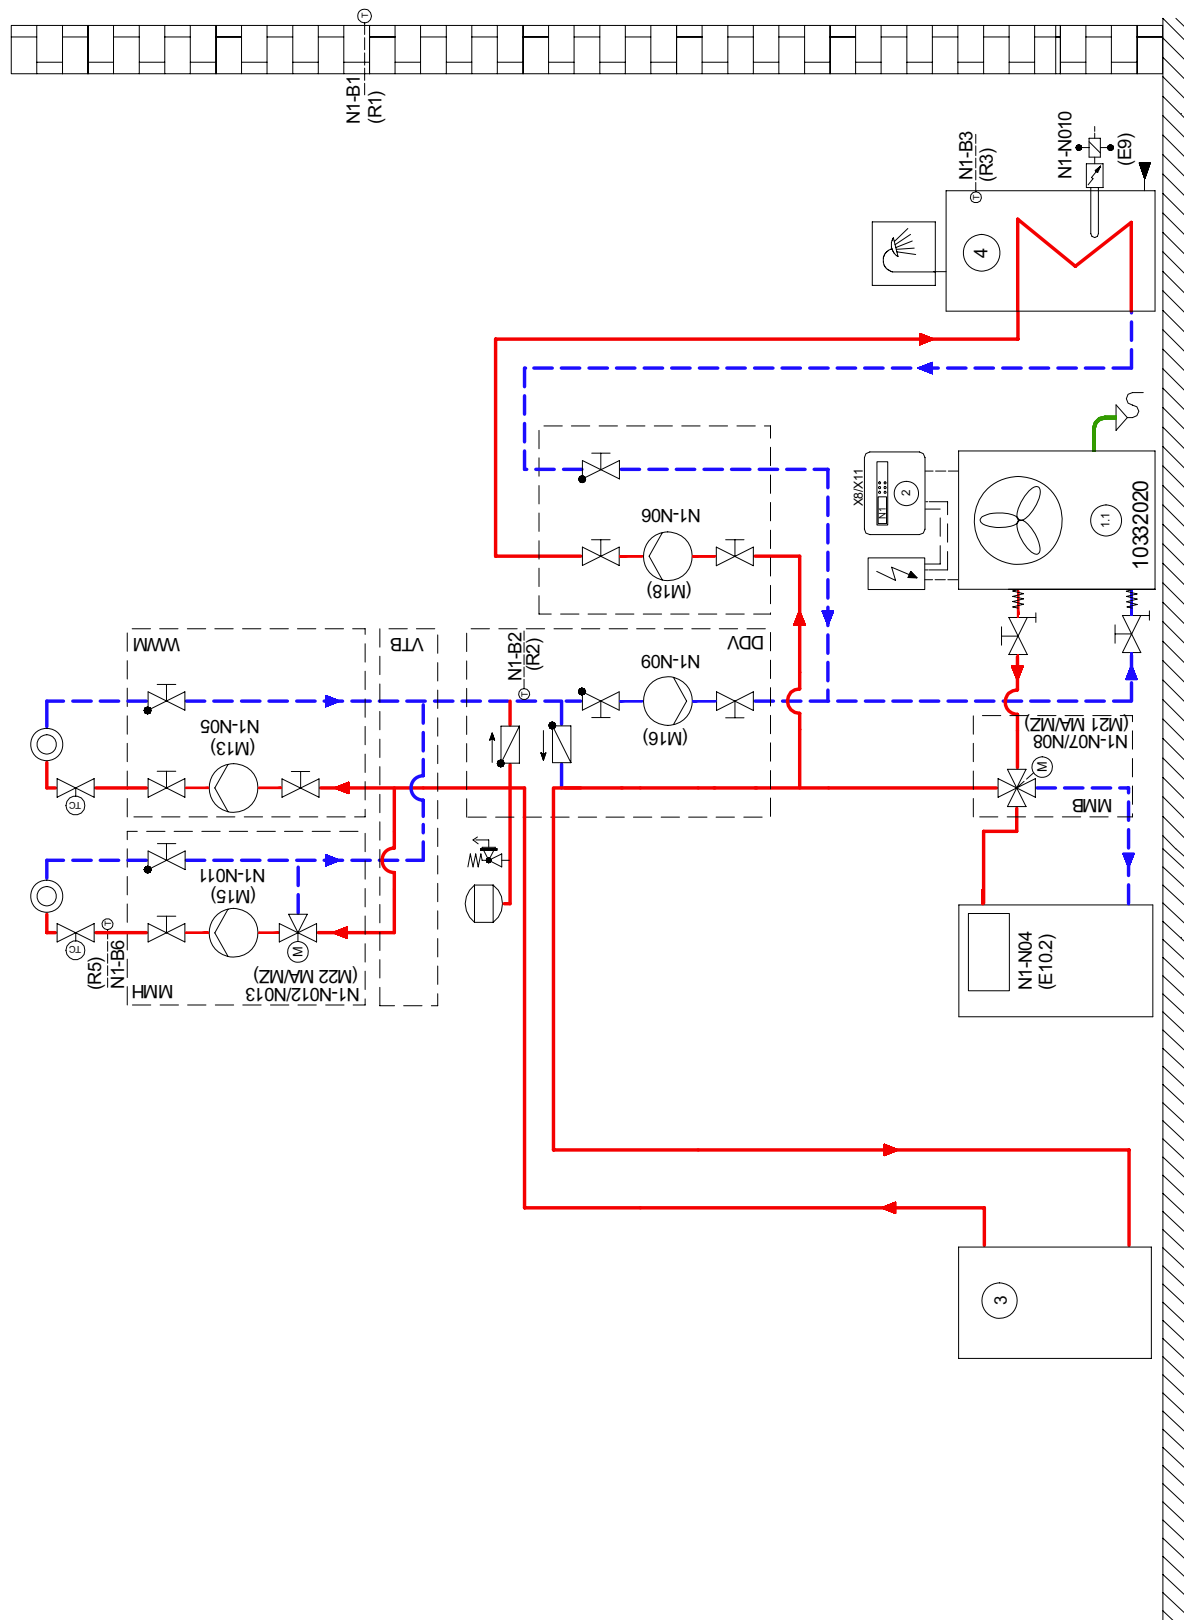 N1-B1
(R1)
N1-B3
(R3)
N1-N010
(E9)
4
T
T
X8/X11
N1
2
1.1
10332020
N1-N06
(M18)
WWM
N1-N05
(M13)
TC
VTB
N1-B2
(R2)
T
DDV
N1-N09
(M16)
N1-N07/N08
(M21 MA/MZ)
M
MMB
N1-N011
(M15)
TC
(R5)
N1-B6
T
M
MMH
N1-N012/N013
(M22 MA/MZ)
N1-N04
(E10.2)
3